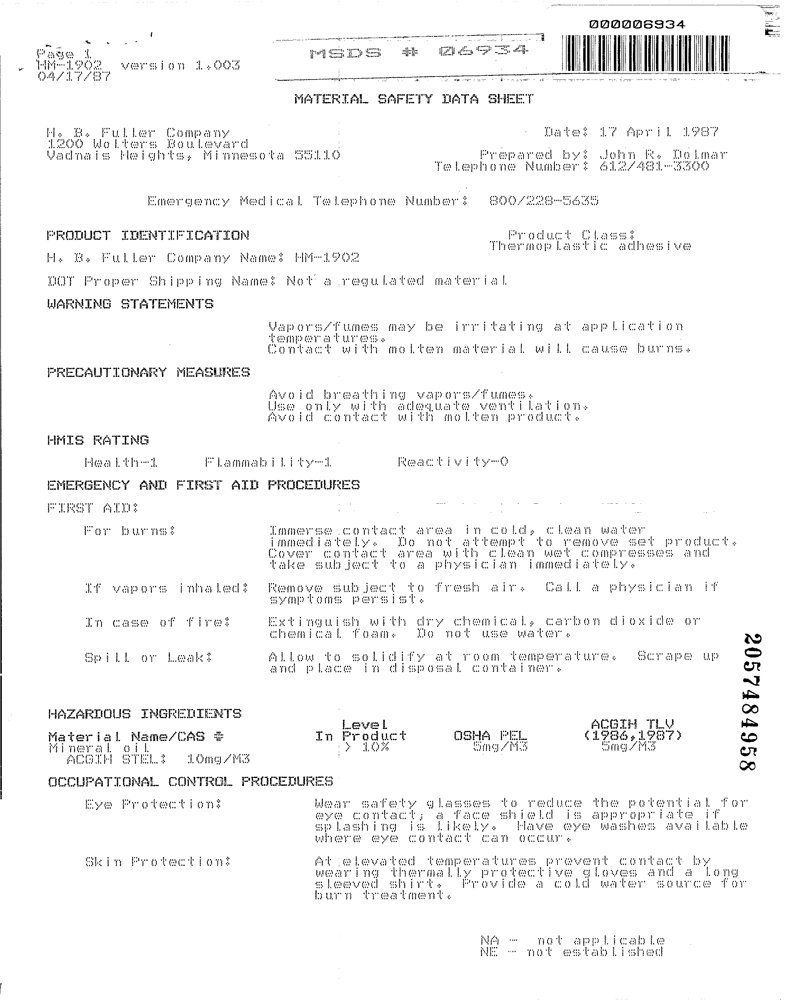 000006934
MSDS # 06934
Page 1
HM-1902 version 1.003
04/17/87
MATERIAL SAFETY DATA SHEET
H. B. Fuller Company
1200 Wolters Boulevard
Vadnais Heights, Minnesota 55110
Date: 17 April 1987
Prepared by: John R. Dolmar
Telephone Number: 612/481-3300
Emergency Medical Telephone Number: 800/228-5635
PRODUCT IDENTIFICATION
Product Class:
Thermoplastic adhesive
H. B. Fuller Company Name: HM-1902
DOT Proper Shipping Name: Not a regulated material
WARNING STATEMENTS
Vapors/fumes may be irritating at application
temperatures.
Contact with molten material will cause burns.
PRECAUTIONARY MEASURES
Avoid breathing vapors/fumes.
Use only with adequate ventilation.
Avoid contact with molten product.
HMIS RATING
Health-1 Flammability-1 Reactivity-0
EMERGENCY AND FIRST AID PROCEDURES
FIRST AID:
For burns: Immerse contact area in cold, clean water
immediately. Do not attempt to remove set product.
Cover contact area with clean wet compresses and
take subject to a physician immediately.
If vapors inhaled: Remove subject to fresh air. Call a physician if
symptoms persist.
In case of fire: Extinguish with dry chemical, carbon dioxide or
chemical foam. Do not use water.
Spill or Leak: Allow to solidify at room temperature. Scrape up
and place in disposal container.
HAZARDOUS INGREDIENTS
Level ACGIH TLV
Material Name/CAS # In Product OSHA PEL (1986,1987)
Mineral oil > 10% 5mg/M3 5mg/M3
ACGIH STEL: 10mg/M3
OCCUPATIONAL CONTROL PROCEDURES
Eye Protection: Wear safety glasses to reduce the potential for
eye contact; a face shield is appropriate if
splashing is likely. Have eye washes available
where eye contact can occur.
Skin Protection: At elevated temperatures prevent contact by
wearing thermally protective gloves and a long
sleeved shirt. Provide a cold water source for
burn treatment.
NA - not applicable
NE - not established
2057484958